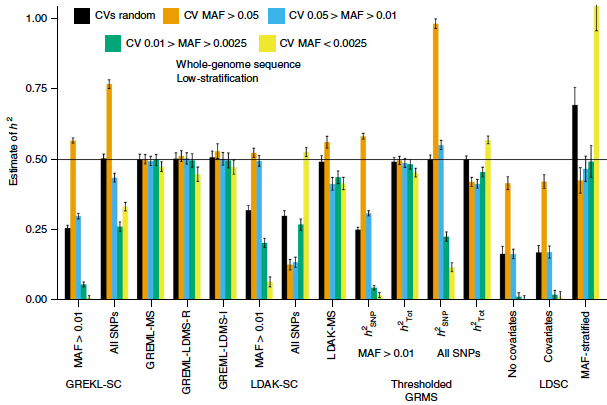 CVs random
CV MAF > 0.05
CV 0.05 > MAF > 0.01
CV 0.01 > MAF > 0.0025
CV MAF < 0.0025
Whole-genome sequence
Low-stratification
Estimate of h²
1.00
0.75
0.50
0.25
0.00
MAF > 0.01
All SNPs
GREML-MS
GREML-LDMS-R
GREML-LDMS-I
MAF > 0.01
All SNPs
LDAK-MS
h²SNP
h²Tot
h²SNP
h²Tot
No covariates
Covariates
MAF-stratified
MAF > 0.01
All SNPs
GREKL-SC
LDAK-SC
Thresholded
GRMS
LDSC